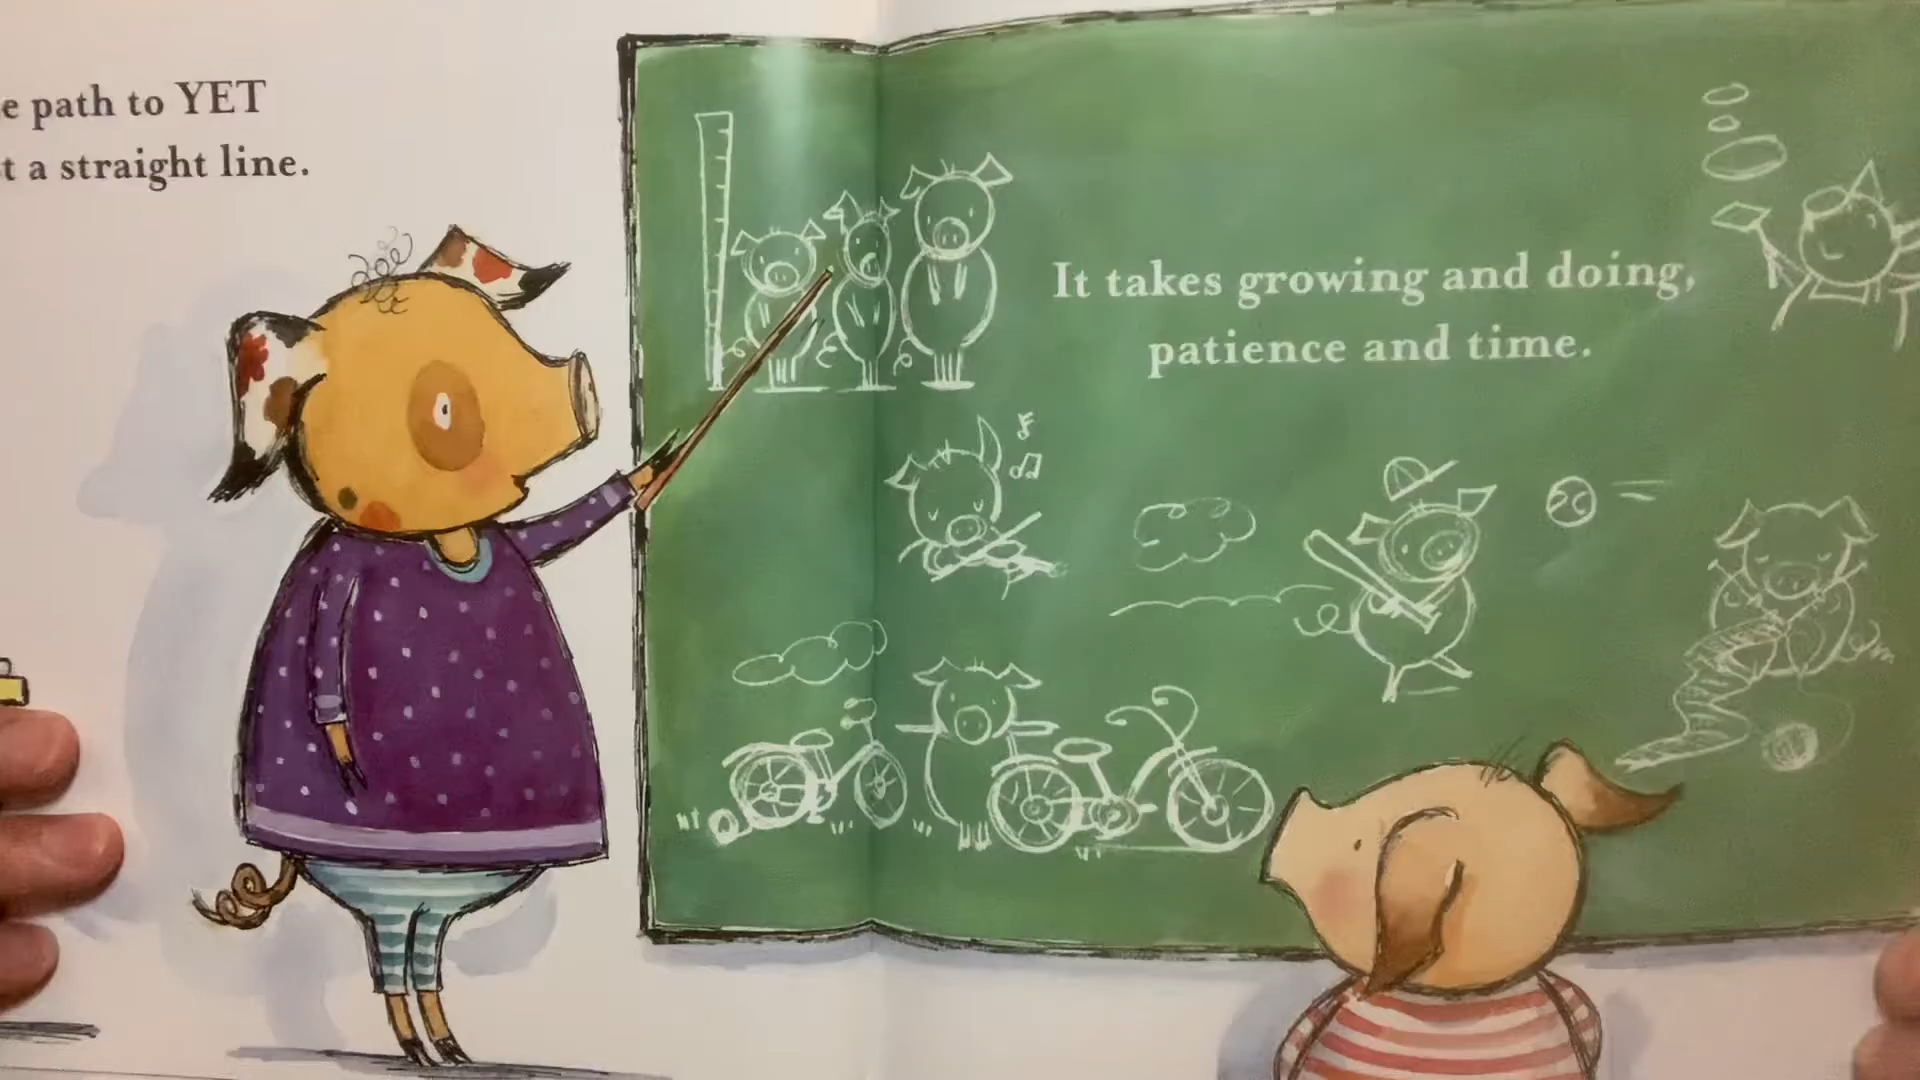 e path to YET
t a straight line.
It takes growing and doing,
patience and time.